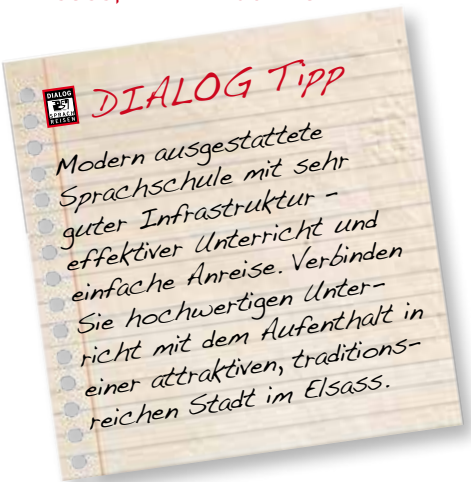 DIALOG
SPRACH
REISEN
DIALOG Tipp
Modern ausgestattete
Sprachschule mit sehr
guter Infrastruktur –
effektiver Unterricht und
einfache Anreise. Verbinden
Sie hochwertigen Unter-
richt mit dem Aufenthalt in
einer attraktiven, traditions-
reichen Stadt im Elsass.